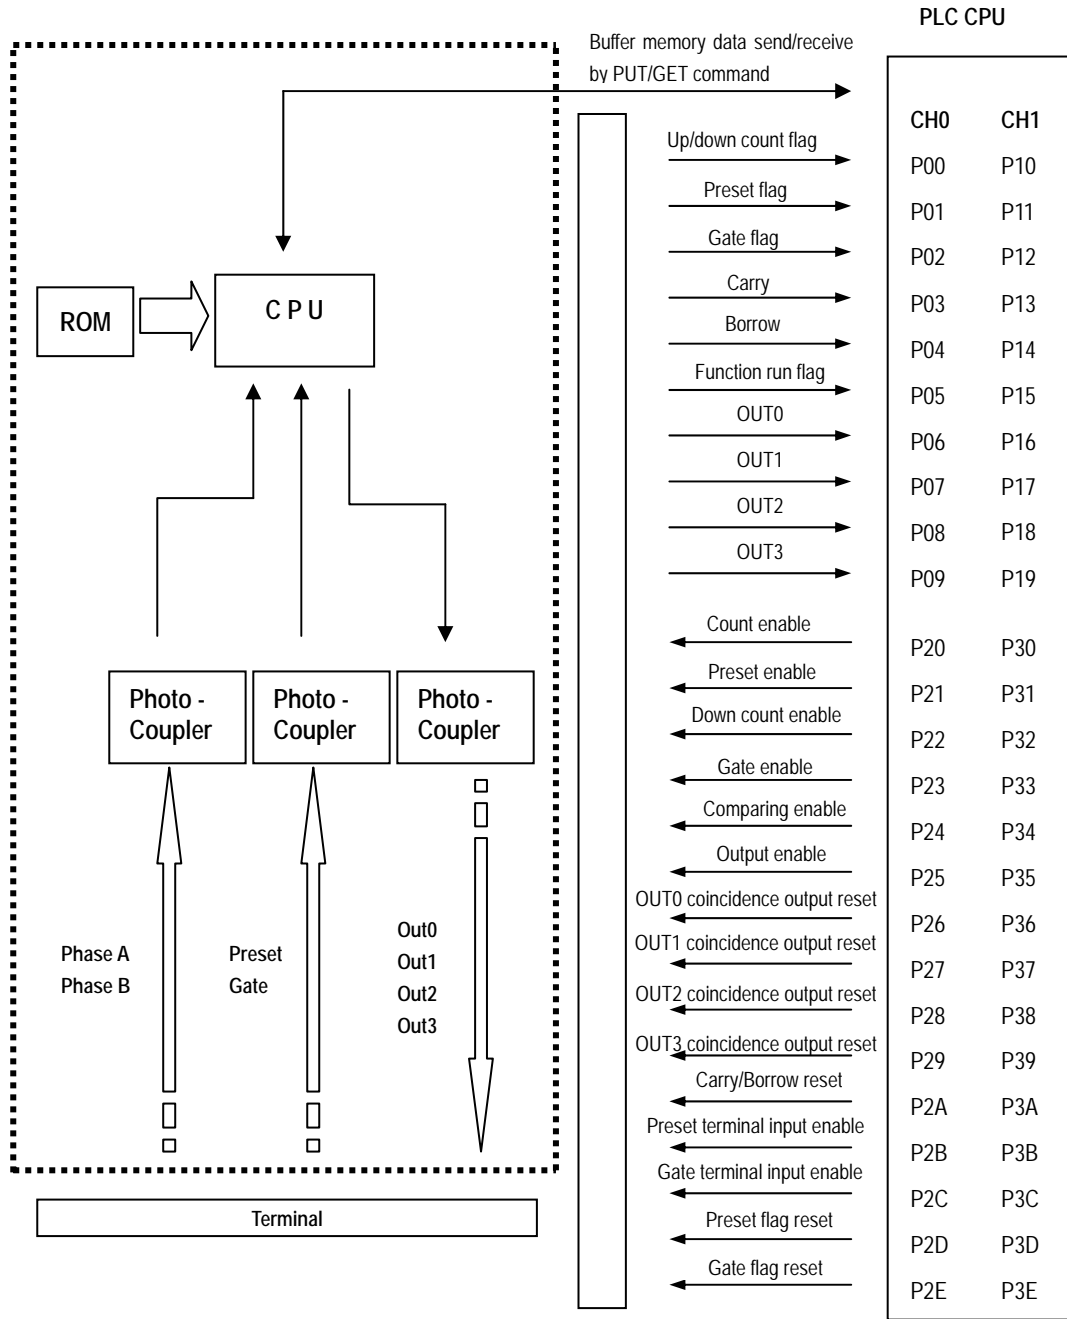 PLC CPU
Buffer memory data send/receive
by PUT/GET command
CH0 CH1
Up/down count flag
P00 P10
Preset flag
P01 P11
Gate flag
P02 P12
Carry
P03 P13
Borrow
P04 P14
Function run flag
P05 P15
OUT0
P06 P16
OUT1
P07 P17
OUT2
P08 P18
OUT3
P09 P19
Count enable
P20 P30
Preset enable
P21 P31
Down count enable
P22 P32
Gate enable
P23 P33
Comparing enable
P24 P34
Output enable
P25 P35
OUT0 coincidence output reset
P26 P36
OUT1 coincidence output reset
P27 P37
OUT2 coincidence output reset
P28 P38
OUT3 coincidence output reset
P29 P39
Carry/Borrow reset
P2A P3A
Preset terminal input enable
P2B P3B
Gate terminal input enable
P2C P3C
Preset flag reset
P2D P3D
Gate flag reset
P2E P3E
ROM
C P U
Photo -
Coupler
Photo -
Coupler
Photo -
Coupler
Phase A
Phase B
Preset
Gate
Out0
Out1
Out2
Out3
Terminal